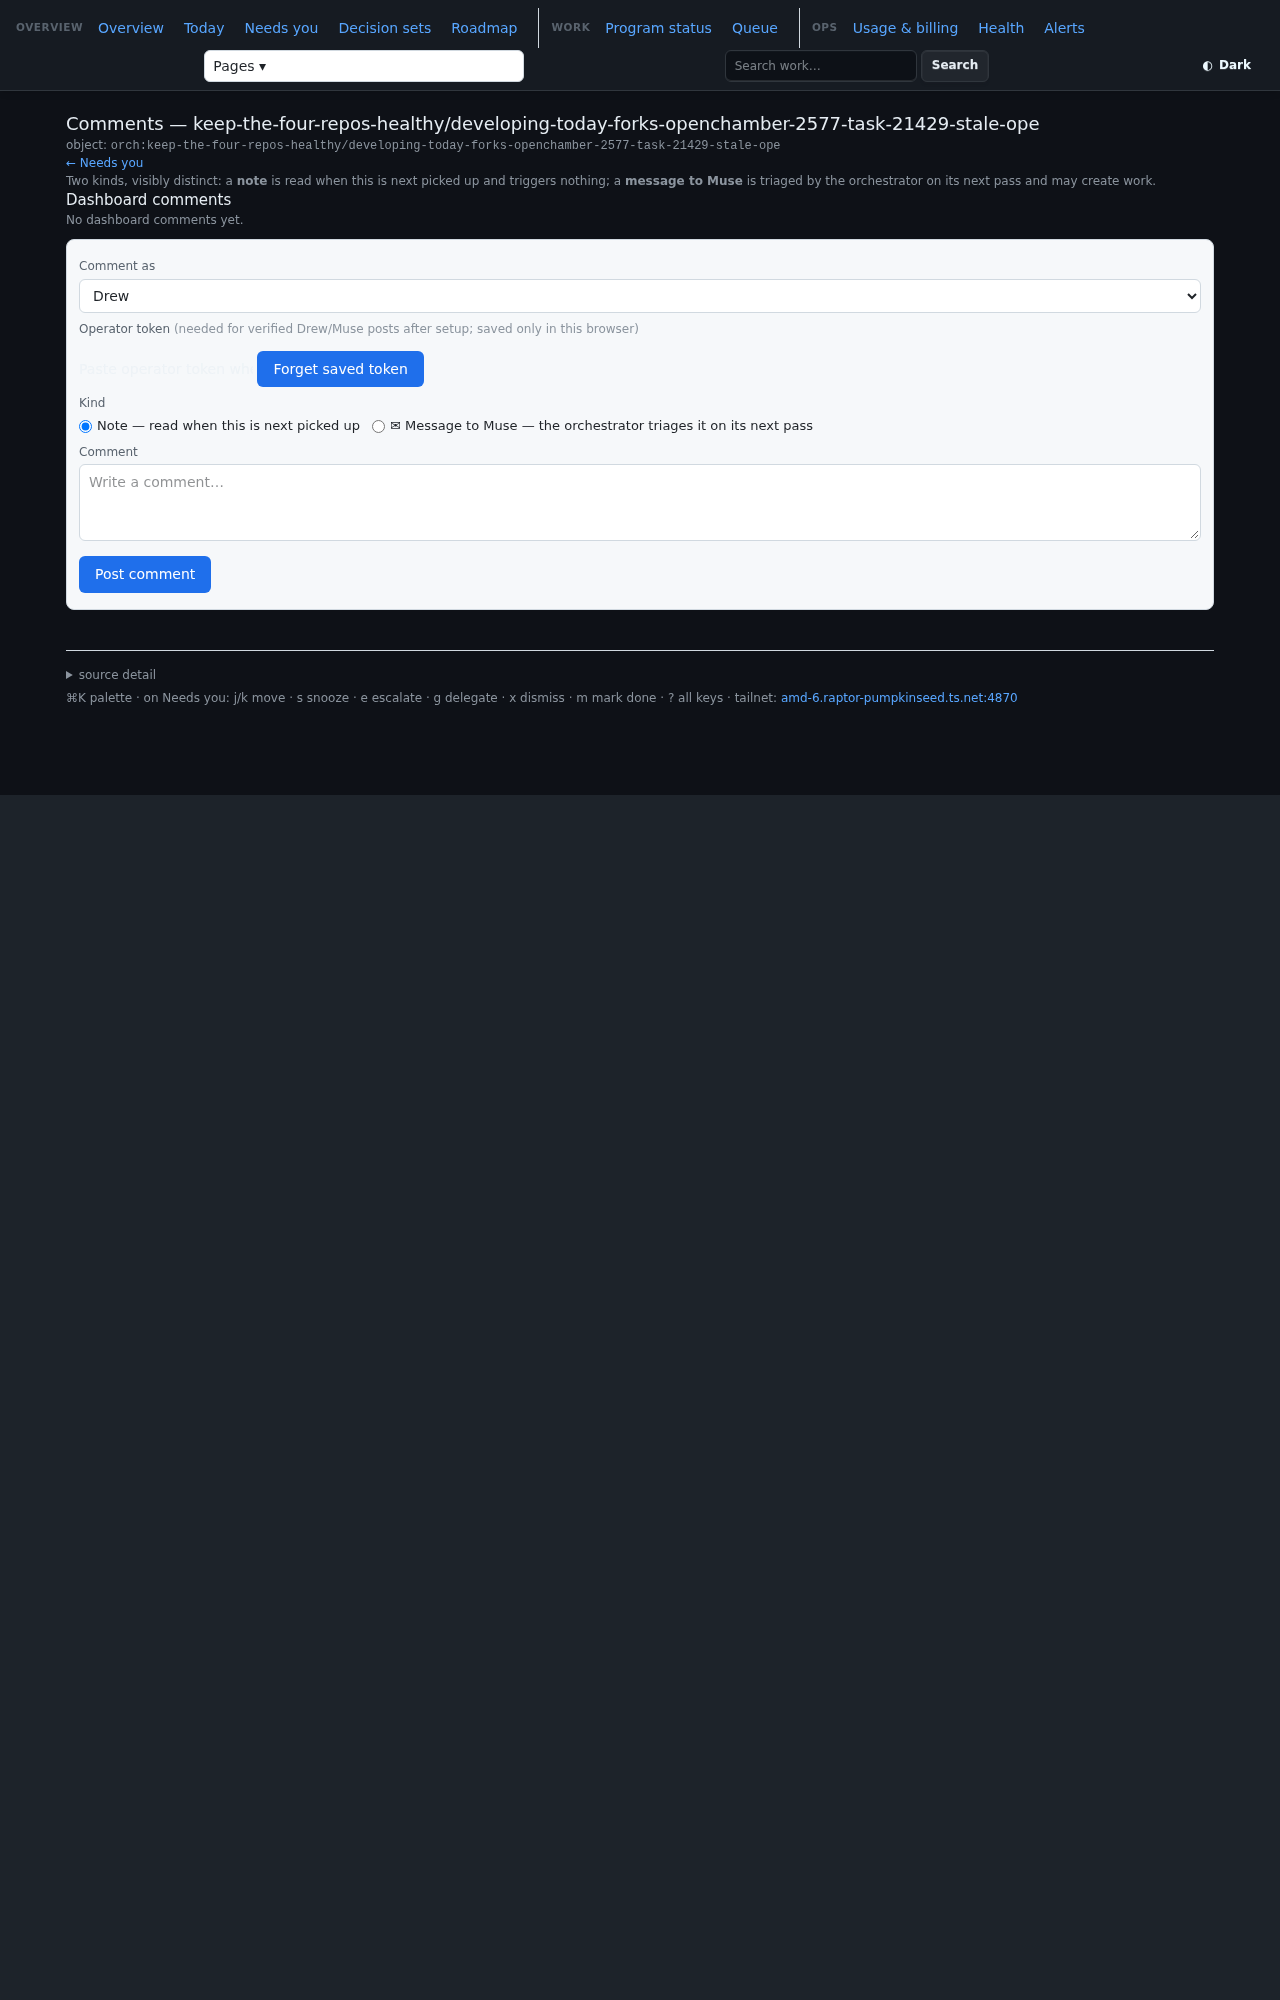 OVERVIEW Overview Today Needs you Decision sets Roadmap WORK Program status Queue OPS Usage & billing Health Alerts
Pages ▾ Search work... Search ◐ Dark
Comments — keep-the-four-repos-healthy/developing-today-forks-openchamber-2577-task-21429-stale-ope
object: orch:keep-the-four-repos-healthy/developing-today-forks-openchamber-2577-task-21429-stale-ope
← Needs you
Two kinds, visibly distinct: a note is read when this is next picked up and triggers nothing; a message to Muse is triaged by the orchestrator on its next pass and may create work.
Dashboard comments
No dashboard comments yet.
Comment as
Drew
Operator token (needed for verified Drew/Muse posts after setup; saved only in this browser)
Paste operator token Forget saved token
Kind
Note — read when this is next picked up ✉ Message to Muse — the orchestrator triages it on its next pass
Comment
Write a comment…
Post comment
▶ source detail
⌘K palette · on Needs you: j/k move · s snooze · e escalate · g delegate · x dismiss · m mark done · ? all keys · tailnet: amd-6.raptor-pumpkinseed.ts.net:4870